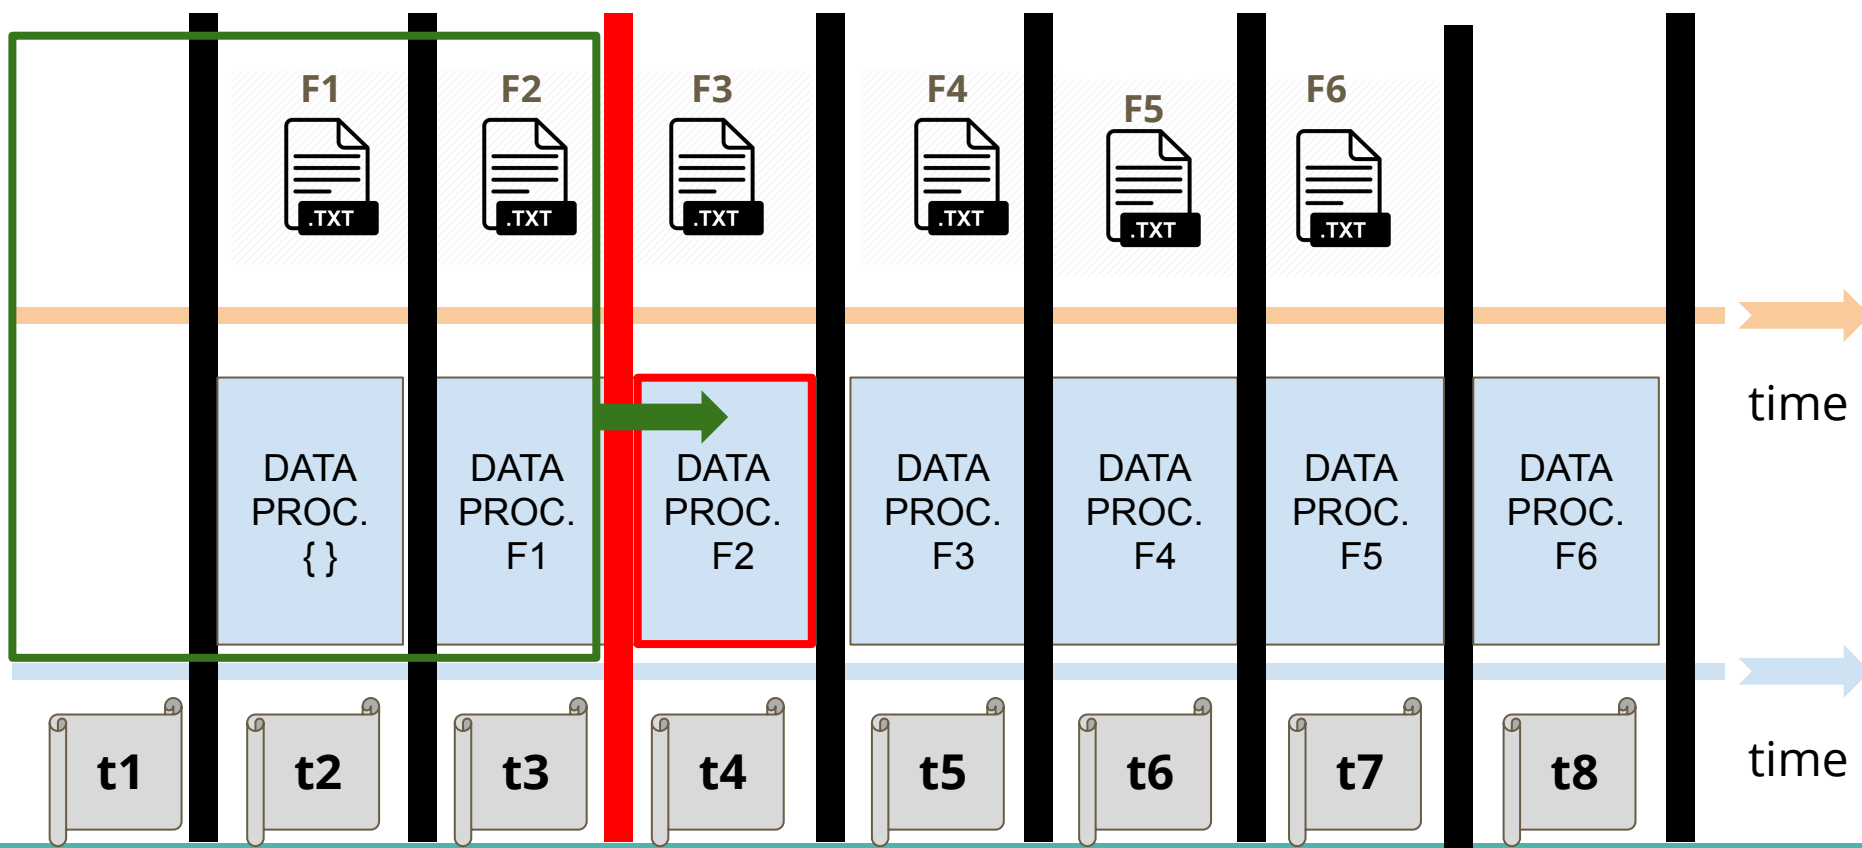 F1
F2
F3
F4
F5
F6
.TXT
.TXT
.TXT
.TXT
.TXT
.TXT
time
DATA
PROC.
{ }
DATA
PROC.
F1
DATA
PROC.
F2
DATA
PROC.
F3
DATA
PROC.
F4
DATA
PROC.
F5
DATA
PROC.
F6
time
t1
t2
t3
t4
t5
t6
t7
t8